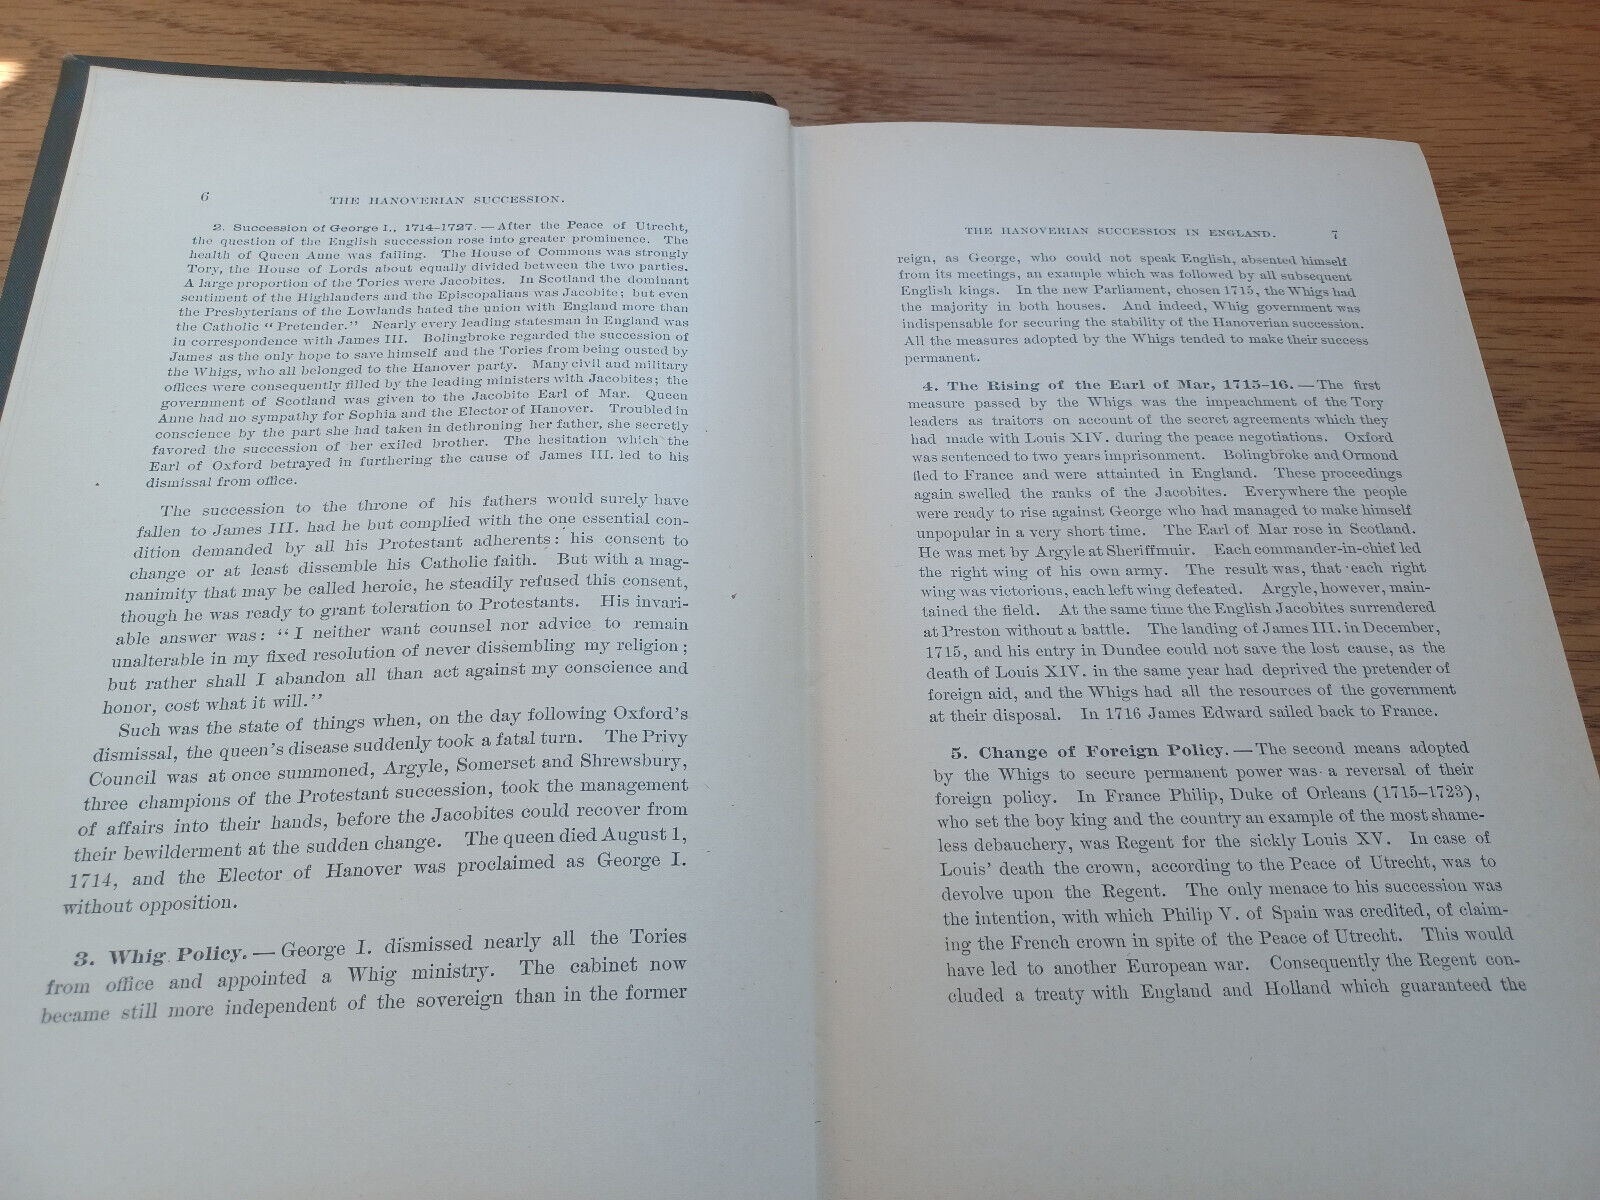 6
THE HANOVERIAN SUCCESSION.
2. Succession of George I., 1714-1727. — After the Peace of Utrecht,
the question of the English succession rose into greater prominence. The
health of Queen Anne was failing. The House of Commons was strongly
Tory, the House of Lords about equally divided between the two parties.
A large proportion of the Tories were Jacobites. In Scotland the dominant
sentiment of the Highlanders and the Episcopalians was Jacobite; but even
the Presbyterians of the Lowlands hated the union with England more than
the Catholic "Pretender." Nearly every leading statesman in England was
in correspondence with James III. Bolingbroke regarded the succession of
James as the only hope to save himself and the Tories from being ousted by
the Whigs, who all belonged to the Hanover party. Many civil and military
offices were consequently filled by the leading ministers with Jacobites; the
government of Scotland was given to the Jacobite Earl of Mar. Queen
Anne had no sympathy for Sophia and the Elector of Hanover. Troubled in
conscience by the part she had taken in dethroning her father, she secretly
favored the succession of her exiled brother. The hesitation which the
Earl of Oxford betrayed in furthering the cause of James III. led to his
dismissal from office.
The succession to the throne of his fathers would surely have
fallen to James III. had he but complied with the one essential con-
dition demanded by all his Protestant adherents: his consent to
change or at least dissemble his Catholic faith. But with a mag-
nanimity that may be called heroic, he steadily refused this consent,
though he was ready to grant toleration to Protestants. His invari-
able answer was: "I neither want counsel nor advice to remain
unalterable in my fixed resolution of never dissembling my religion;
but rather shall I abandon all than act against my conscience and
honor, cost what it will."
Such was the state of things when, on the day following Oxford's
dismissal, the queen's disease suddenly took a fatal turn. The Privy
Council was at once summoned, Argyle, Somerset and Shrewsbury,
three champions of the Protestant succession, took the management
of affairs into their hands, before the Jacobites could recover from
their bewilderment at the sudden change. The queen died August 1,
1714, and the Elector of Hanover was proclaimed as George I.
without opposition.
3. Whig Policy. — George I. dismissed nearly all the Tories
from office and appointed a Whig ministry. The cabinet now
became still more independent of the sovereign than in the former
THE HANOVERIAN SUCCESSION IN ENGLAND. 7
reign, as George, who could not speak English, absented himself
from its meetings, an example which was followed by all subsequent
English kings. In the new Parliament, chosen 1715, the Whigs had
the majority in both houses. And indeed, Whig government was
indispensable for securing the stability of the Hanoverian succession.
All the measures adopted by the Whigs tended to make their success
permanent.
4. The Rising of the Earl of Mar, 1715-16. — The first
measure passed by the Whigs was the impeachment of the Tory
leaders as traitors on account of the secret agreements which they
had made with Louis XIV. during the peace negotiations. Oxford
was sentenced to two years imprisonment. Bolingbroke and Ormond
fled to France and were attainted in England. These proceedings
again swelled the ranks of the Jacobites. Everywhere the people
were ready to rise against George who had managed to make himself
unpopular in a very short time. The Earl of Mar rose in Scotland.
He was met by Argyle at Sheriffmuir. Each commander-in-chief led
the right wing of his own army. The result was, that each right
wing was victorious, each left wing defeated. Argyle, however, main-
tained the field. At the same time the English Jacobites surrendered
at Preston without a battle. The landing of James III. in December,
1715, and his entry in Dundee could not save the lost cause, as the
death of Louis XIV. in the same year had deprived the pretender of
foreign aid, and the Whigs had all the resources of the government
at their disposal. In 1716 James Edward sailed back to France.
5. Change of Foreign Policy. — The second means adopted
by the Whigs to secure permanent power was a reversal of their
foreign policy. In France Philip, Duke of Orleans (1715-1723),
who set the boy king and the country an example of the most shame-
less debauchery, was Regent for the sickly Louis XV. In case of
Louis' death the crown, according to the Peace of Utrecht, was to
devolve upon the Regent. The only menace to his succession was
the intention, with which Philip V. of Spain was credited, of claim-
ing the French crown in spite of the Peace of Utrecht. This would
have led to another European war. Consequently the Regent con-
cluded a treaty with England and Holland which guaranteed the